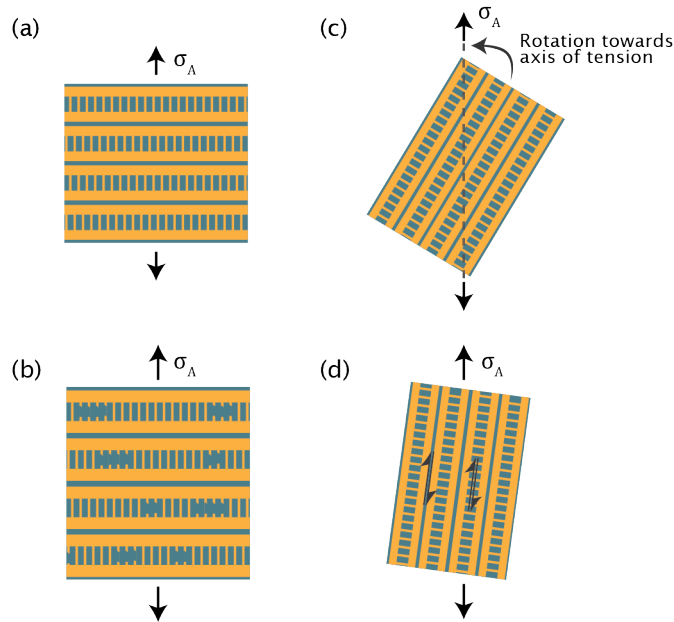 (a)
σA
(c)
σA
Rotation towards
axis of tension
(b)
σA
(d)
σA